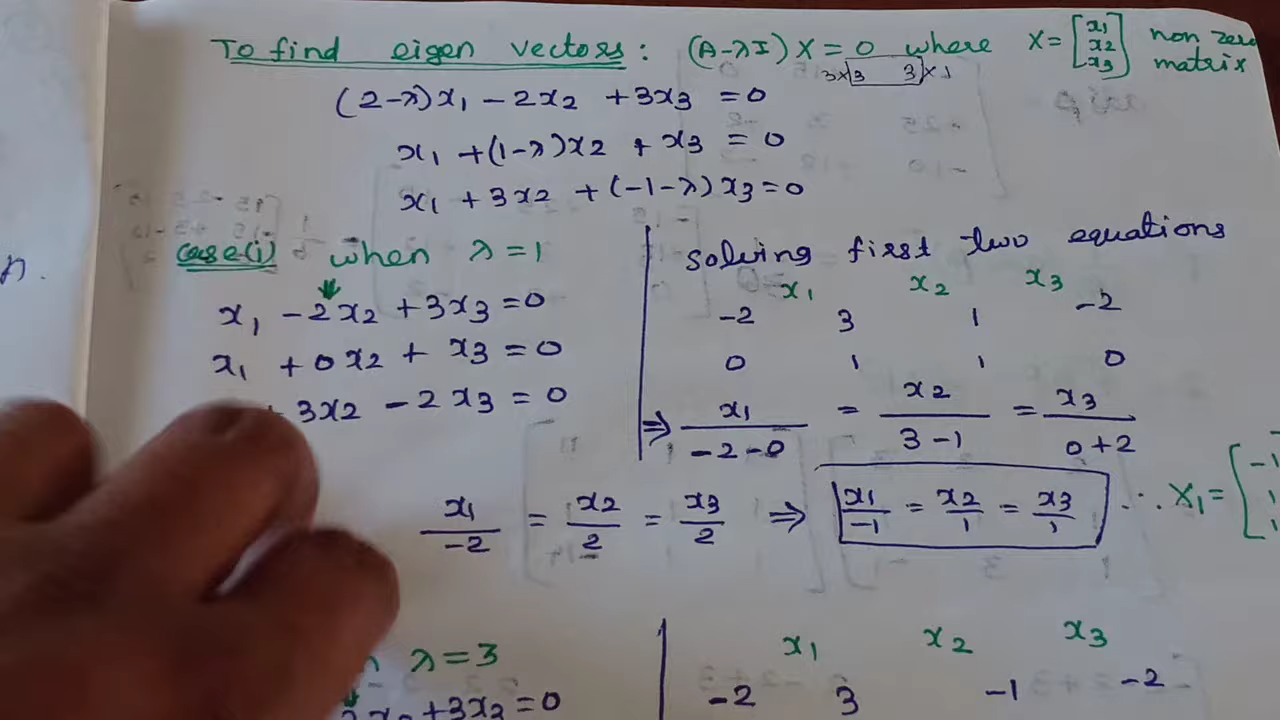 To find eigen vectors: (A-λI) X = 0 where X = [x1 x2 x3] non zero matrix
3×3 3×1
(2-λ)x1 - 2x2 + 3x3 = 0
x1 + (1-λ)x2 + x3 = 0
x1 + 3x2 + (-1-λ)x3 = 0
case(i) when λ=1
x1 - 2x2 + 3x3 = 0
x1 + 0x2 + x3 = 0
+ 3x2 - 2x3 = 0
solving first two equations
x1 x2 x3
-2 3 1 -2
0 1 1 0
⇒ x1/-2-0 = x2/3-1 = x3/0+2
x1/-2 = x2/2 = x3/2 ⇒ x1/-1 = x2/1 = x3/1 ∴ X1 = [-1 1 1
n.
λ=3
+3x3=0
x1 x2 x3
-2 3 -1 -2